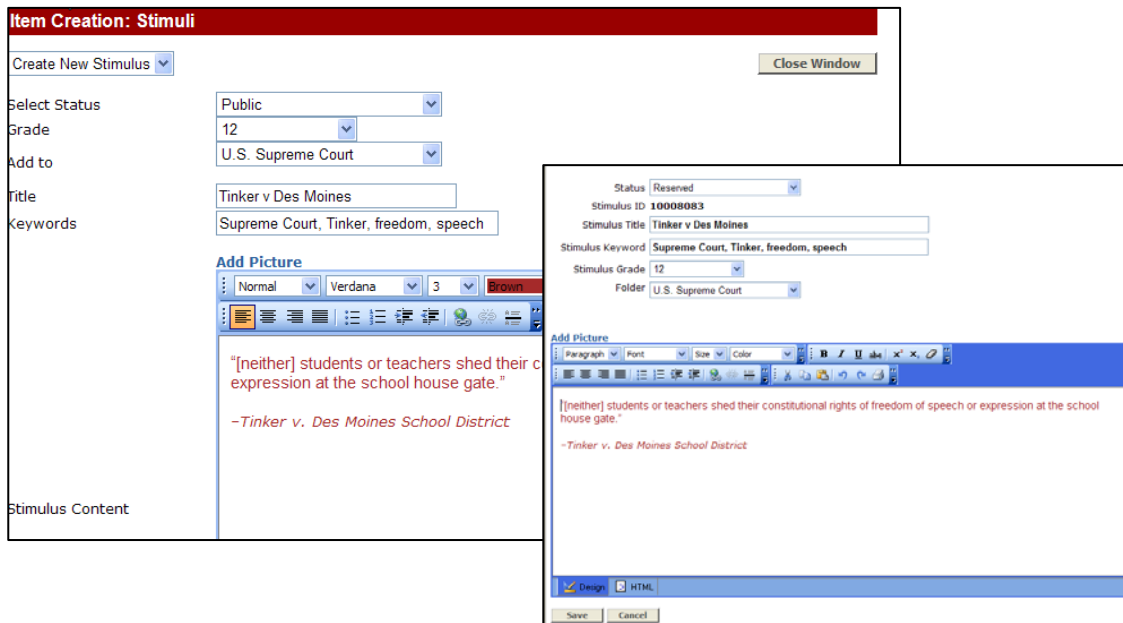 Item Creation: Stimuli
Create New Stimulus
Close Window
Select Status Public
Grade 12
Add to U.S. Supreme Court
Title Tinker v Des Moines
Keywords Supreme Court, Tinker, freedom, speech
Add Picture
Normal Verdana 3 Brown
“[neither] students or teachers shed their c
expression at the school house gate.”
–Tinker v. Des Moines School District
Stimulus Content
Status Reserved
Stimulus ID 10008083
Stimulus Title Tinker v Des Moines
Stimulus Keyword Supreme Court, Tinker, freedom, speech
Stimulus Grade 12
Folder U.S. Supreme Court
Add Picture
Paragraph Font Size Color B I U abc x² x₂
"[neither] students or teachers shed their constitutional rights of freedom of speech or expression at the school
house gate."
–Tinker v. Des Moines School District
Design HTML
Save Cancel